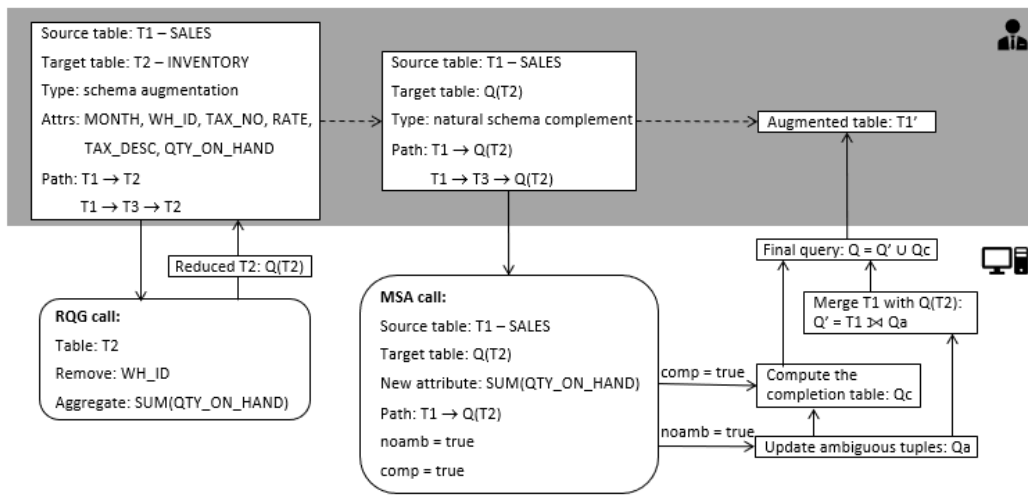 Source table: T1 – SALES
Target table: T2 – INVENTORY
Type: schema augmentation
Attrs: MONTH, WH_ID, TAX_NO, RATE,
TAX_DESC, QTY_ON_HAND
Path: T1 → T2
T1 → T3 → T2
Source table: T1 – SALES
Target table: Q(T2)
Type: natural schema complement
Path: T1 → Q(T2)
T1 → T3 → Q(T2)
Augmented table: T1’
Reduced T2: Q(T2)
RQG call:
Table: T2
Remove: WH_ID
Aggregate: SUM(QTY_ON_HAND)
MSA call:
Source table: T1 – SALES
Target table: Q(T2)
New attribute: SUM(QTY_ON_HAND)
Path: T1 → Q(T2)
noamb = true
comp = true
comp = true
noamb = true
Final query: Q = Q’ ∪ Qc
Merge T1 with Q(T2):
Q’ = T1 ⟕ Qa
Compute the
completion table: Qc
Update ambiguous tuples: Qa